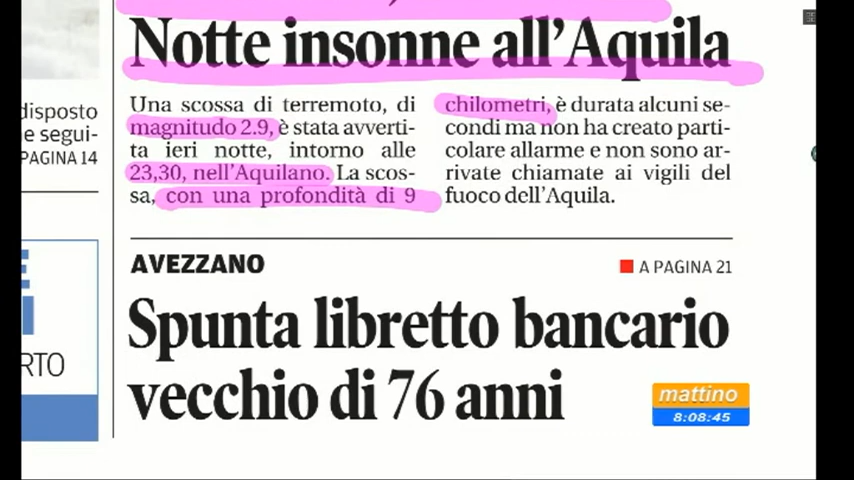 Notte insonne all'Aquila
Una scossa di terremoto, di
magnitudo 2.9, è stata avverti-
ta ieri notte, intorno alle
23,30, nell'Aquilano. La scos-
sa, con una profondità di 9
chilometri, è durata alcuni se-
condi ma non ha creato parti-
colare allarme e non sono ar-
rivate chiamate ai vigili del
fuoco dell'Aquila.
disposto
e segui-
PAGINA 14
AVEZZANO
A PAGINA 21
Spunta libretto bancario
vecchio di 76 anni
RTO
mattino
8:08:45